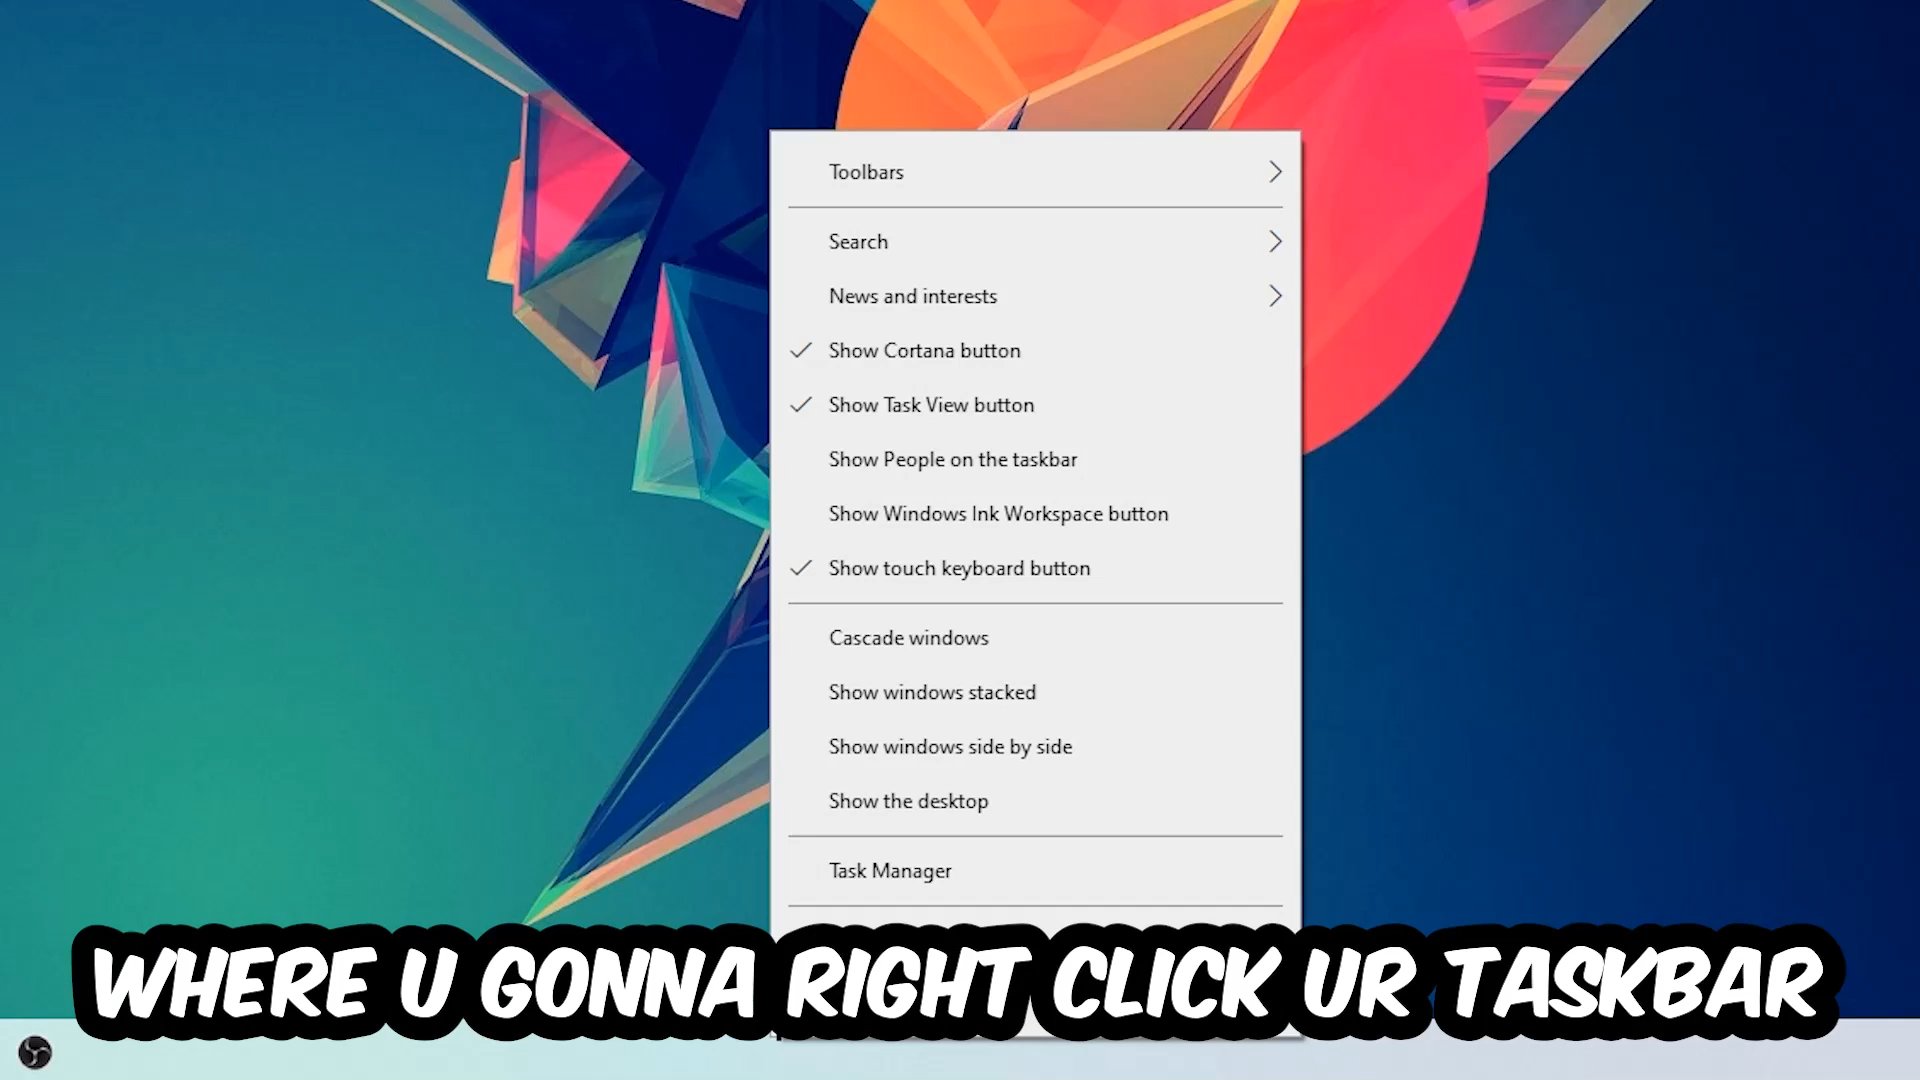 Toolbars
Search
News and interests
Show Cortana button
Show Task View button
Show People on the taskbar
Show Windows Ink Workspace button
Show touch keyboard button
Cascade windows
Show windows stacked
Show windows side by side
Show the desktop
Task Manager
WHERE U GONNA RIGHT CLICK UR TASKBAR